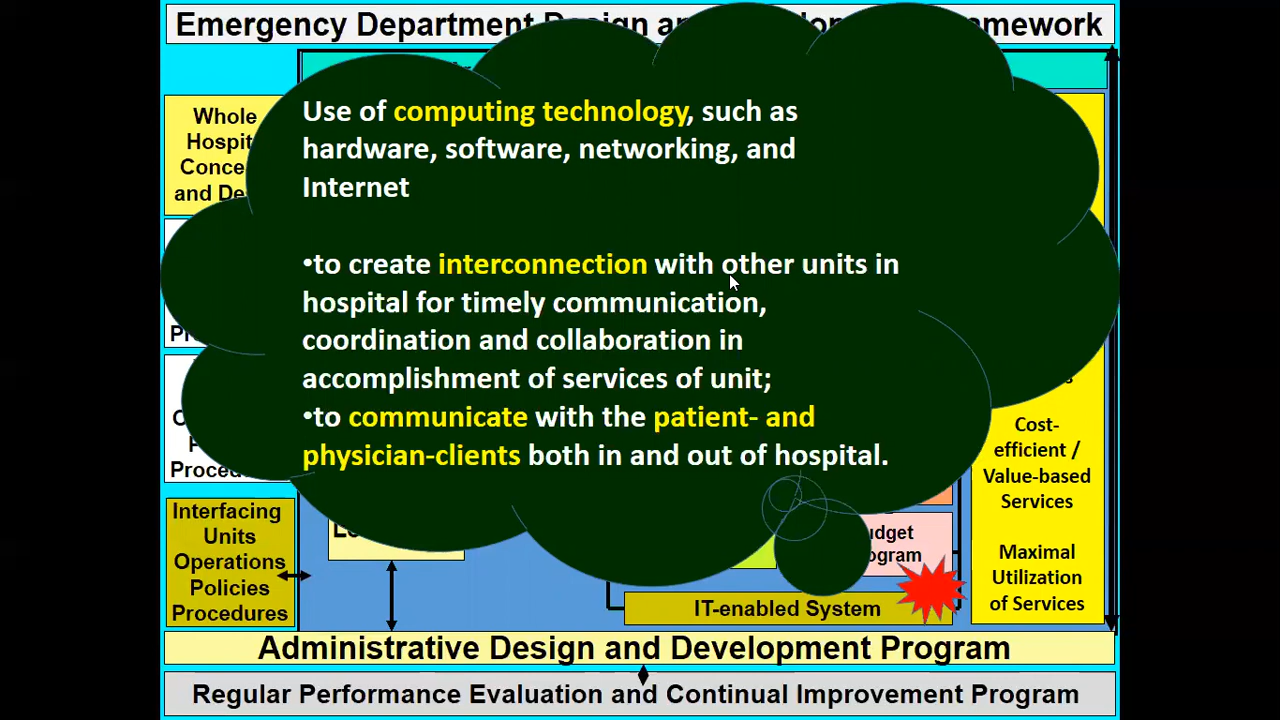 Emergency Department Design an
amework
Whole
Hospit
Conce
and De
Use of computing technology, such as
hardware, software, networking, and
Internet
•to create interconnection with other units in
hospital for timely communication,
coordination and collaboration in
accomplishment of services of unit;
•to communicate with the patient- and
physician-clients both in and out of hospital.
Proced
Interfacing
Units
Operations
Policies
Procedures
Cost-
efficient /
Value-based
Services
Maximal
Utilization
of Services
udget
ogram
IT-enabled System
Administrative Design and Development Program
Regular Performance Evaluation and Continual Improvement Program